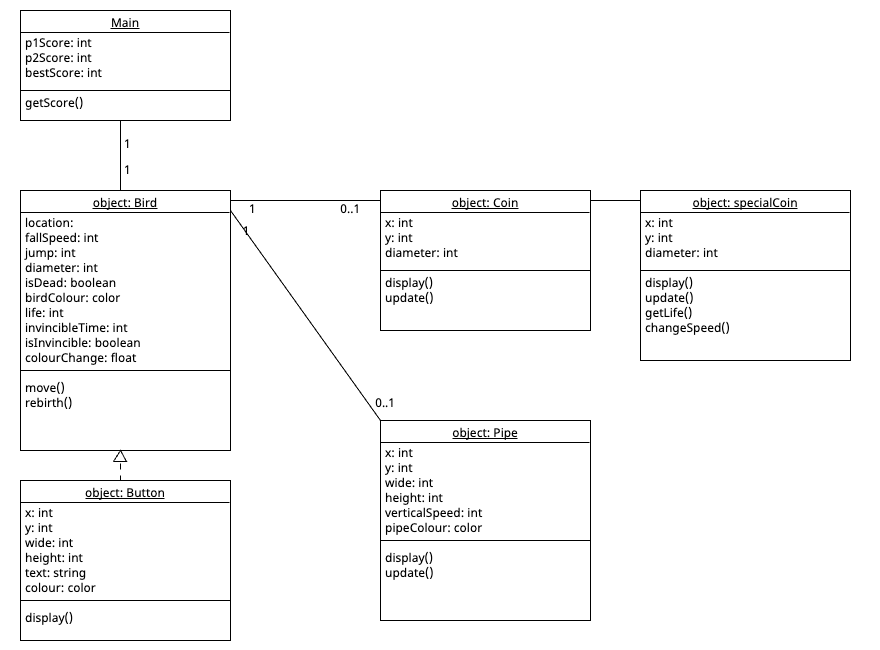 Main
p1Score: int
p2Score: int
bestScore: int
getScore()
1
1
object: Bird
location:
fallSpeed: int
jump: int
diameter: int
isDead: boolean
birdColour: color
life: int
invincibleTime: int
isInvincible: boolean
colourChange: float
move()
rebirth()
1
0..1
1
0..1
object: Coin
x: int
y: int
diameter: int
display()
update()
object: specialCoin
x: int
y: int
diameter: int
display()
update()
getLife()
changeSpeed()
object: Pipe
x: int
y: int
wide: int
height: int
verticalSpeed: int
pipeColour: color
display()
update()
object: Button
x: int
y: int
wide: int
height: int
text: string
colour: color
display()